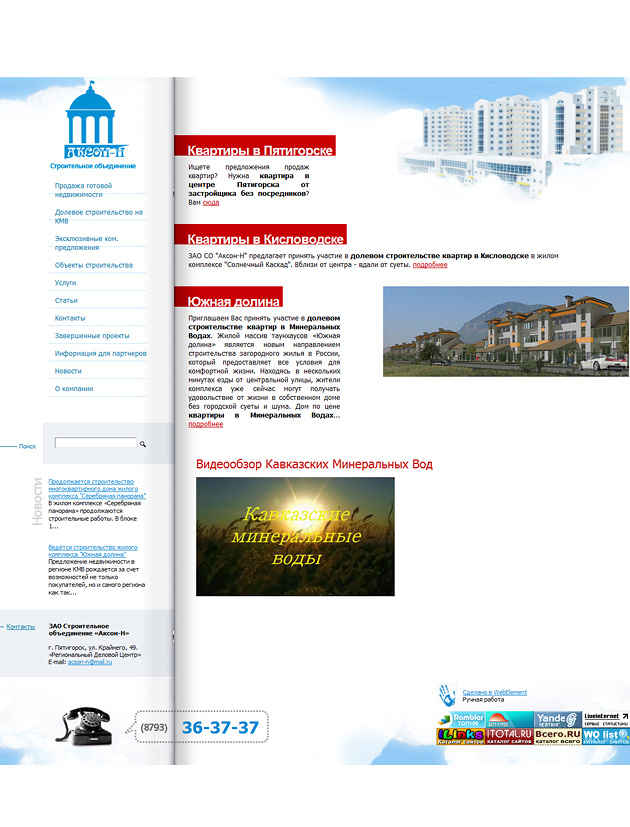 АКСОН-Н
Строительное объединение
Продажа готовой
недвижимости
Долевое строительство на
КМВ
Эксклюзивные ком.
предложения
Объекты строительства
Услуги
Статьи
Контакты
Завершенные проекты
Информация для партнеров
Новости
О компании
Поиск
Новости
Продолжается строительство
многоквартирного дома жилого
комплекса "Серебряная панорама"
В жилом комплексе «Серебряная
панорама» продолжаются
строительные работы. В блоке
1...
Ведётся строительство жилого
комплекса "Южная долина"
Предложение недвижимости в
регионе КМВ рождается за счет
возможностей не только
покупателей, но и самого региона
как так...
Контакты
ЗАО Строительное
объединение «Аксон-Н»
г. Пятигорск, ул. Крайнего, 49.
«Региональный Деловой Центр»
E-mail: acson-n@mail.ru
(8793) 36-37-37
Квартиры в Пятигорске
Ищете предложения продаж
квартир? Нужна квартира в
центре Пятигорска от
застройщика без посредников?
Вам сюда
Квартиры в Кисловодске
ЗАО СО "Аксон-Н" предлагает принять участие в долевом строительстве квартир в Кисловодске в жилом
комплексе "Солнечный Каскад". Вблизи от центра - вдали от суеты. подробнее
Южная долина
Приглашаем Вас принять участие в долевом
строительстве квартир в Минеральных
Водах. Жилой массив таунхаусов «Южная
долина» является новым направлением
строительства загородного жилья в России,
который предоставляет все условия для
комфортной жизни. Находясь в нескольких
минутах езды от центральной улицы, жители
комплекса уже сейчас могут получать
удовольствие от жизни в собственном доме
без городской суеты и шума. Дом по цене
квартиры в Минеральных Водах...
подробнее
Видеообзор Кавказских Минеральных Вод
Кавказские
минеральные
воды
Сделано в WebElement
Ручная работа
Rambler
ТОП100
Yande
РЕЙТИНГ
Liveinternet
iLinks
Каталог сайтов
ITOTAL.RU
КАТАЛОГ САЙТОВ
Всего.RU
каталог всего
WO list
КАТАЛОГ САЙТОВ